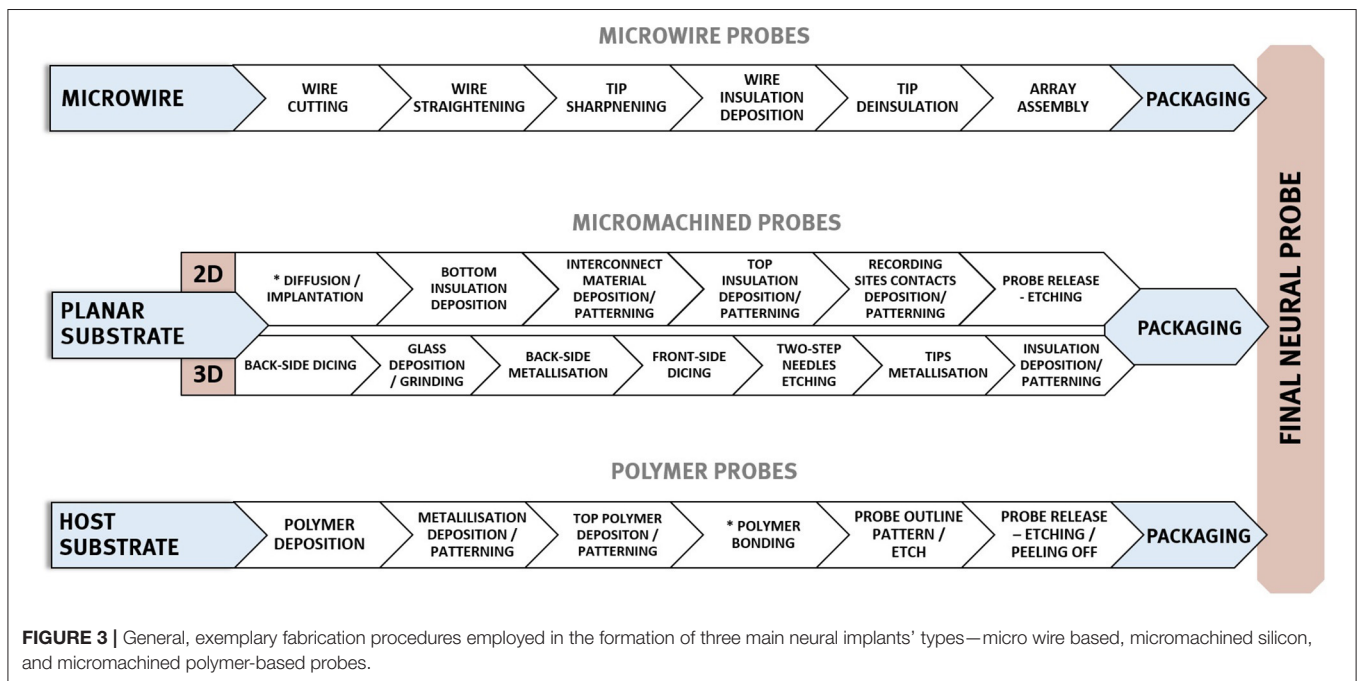 MICROWIRE PROBES
MICROWIRE
WIRE
CUTTING
WIRE
STRAIGHTENING
TIP
SHARPNENING
WIRE
INSULATION
DEPOSITION
TIP
DEINSULATION
ARRAY
ASSEMBLY
PACKAGING
MICROMACHINED PROBES
PLANAR
SUBSTRATE
2D
* DIFFUSION /
IMPLANTATION
BOTTOM
INSULATION
DEPOSITION
INTERCONNECT
MATERIAL
DEPOSITION/
PATTERNING
TOP
INSULATION
DEPOSITION/
PATTERNING
RECORDING
SITES CONTACTS
DEPOSITION/
PATTERNING
PROBE RELEASE
- ETCHING
3D
BACK-SIDE DICING
GLASS
DEPOSITION
/ GRINDING
BACK-SIDE
METALLISATION
FRONT-SIDE
DICING
TWO-STEP
NEEDLES
ETCHING
TIPS
METALLISATION
INSULATION
DEPOSITION/
PATTERNING
PACKAGING
POLYMER PROBES
HOST
SUBSTRATE
POLYMER
DEPOSITION
METALILISATION
DEPOSITION /
PATTERNING
TOP POLYMER
DEPOSITON /
PATTERNING
* POLYMER
BONDING
PROBE OUTLINE
PATTERN /
ETCH
PROBE RELEASE
– ETCHING /
PEELING OFF
PACKAGING
FINAL NEURAL PROBE
FIGURE 3 | General, exemplary fabrication procedures employed in the formation of three main neural implants' types—micro wire based, micromachined silicon,
and micromachined polymer-based probes.